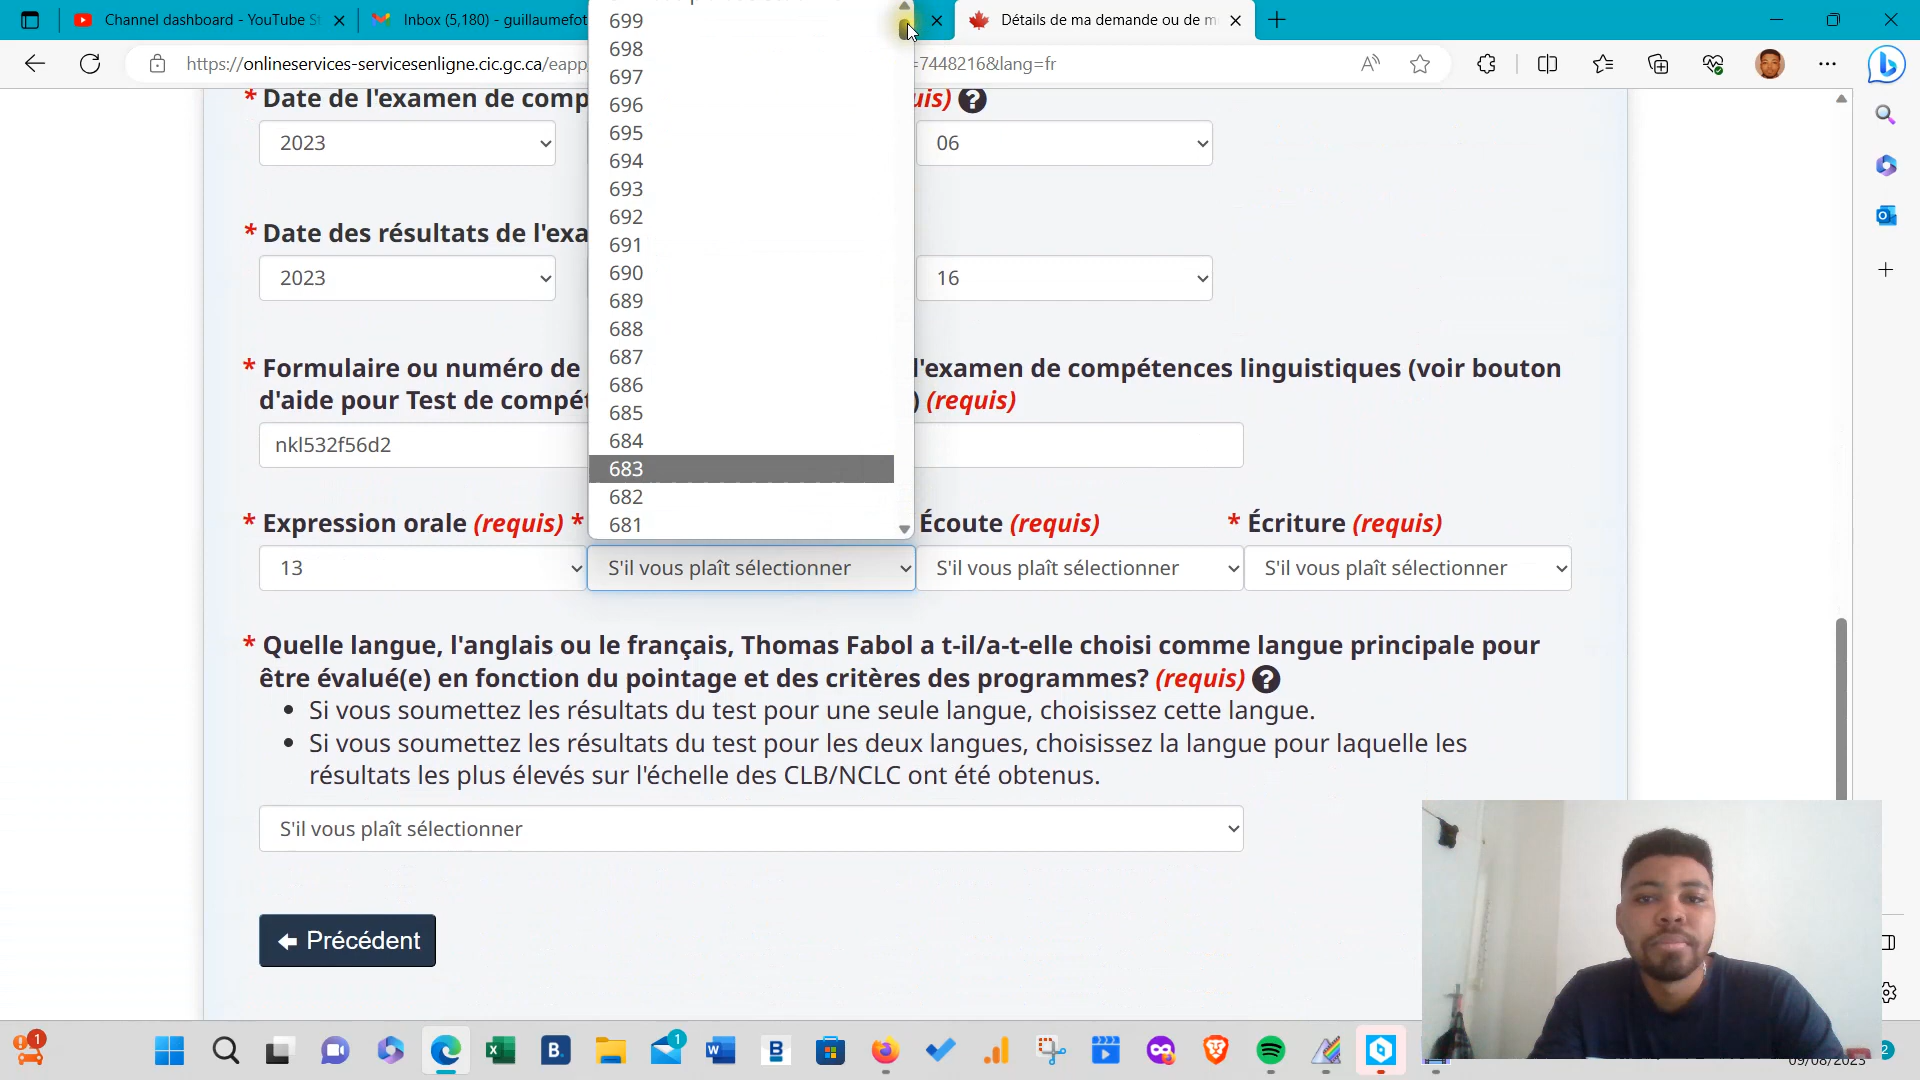 Channel dashboard - YouTube St
Inbox (5,180) - guillaumefot
Détails de ma demande ou de m
https://onlineservices-servicesenligne.cic.gc.ca/eapp
=7448216&lang=fr
699
698
697
696
695
694
693
692
691
690
689
688
687
686
685
684
683
682
681
* Date de l'examen de comp
uis) ?
2023
06
* Date des résultats de l'exa
2023
16
* Formulaire ou numéro de
l'examen de compétences linguistiques (voir bouton
d'aide pour Test de compét
) (requis)
nkl532f56d2
* Expression orale (requis) *
Écoute (requis)
* Écriture (requis)
13
S'il vous plaît sélectionner
S'il vous plaît sélectionner
S'il vous plaît sélectionner
* Quelle langue, l'anglais ou le français, Thomas Fabol a t-il/a-t-elle choisi comme langue principale pour
être évalué(e) en fonction du pointage et des critères des programmes? (requis) ?
Si vous soumettez les résultats du test pour une seule langue, choisissez cette langue.
Si vous soumettez les résultats du test pour les deux langues, choisissez la langue pour laquelle les
résultats les plus élevés sur l'échelle des CLB/NCLC ont été obtenus.
S'il vous plaît sélectionner
Précédent
1
B.
1
W
B
09/08/2023
2